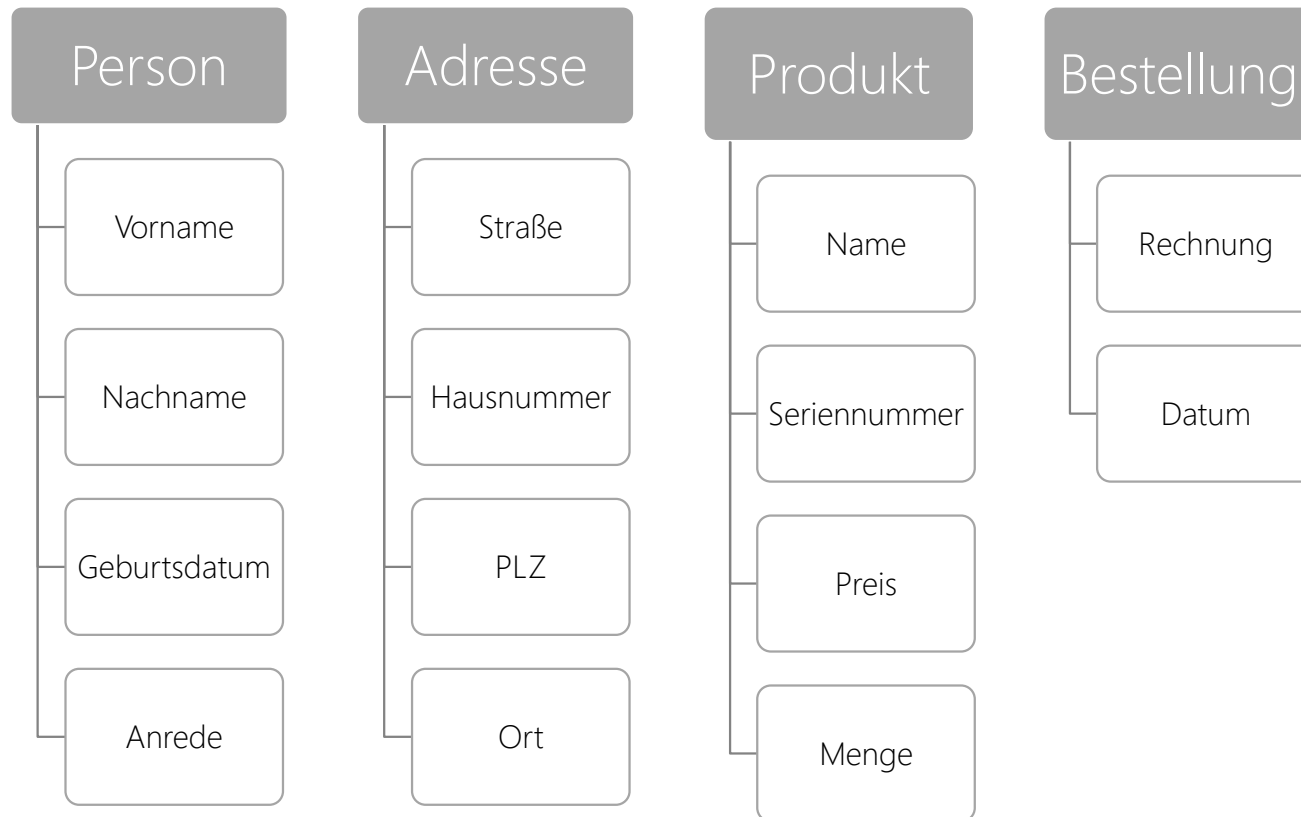 Person
Vorname
Nachname
Geburtsdatum
Anrede
Adresse
Straße
Hausnummer
PLZ
Ort
Produkt
Name
Seriennummer
Preis
Menge
Bestellung
Rechnung
Datum